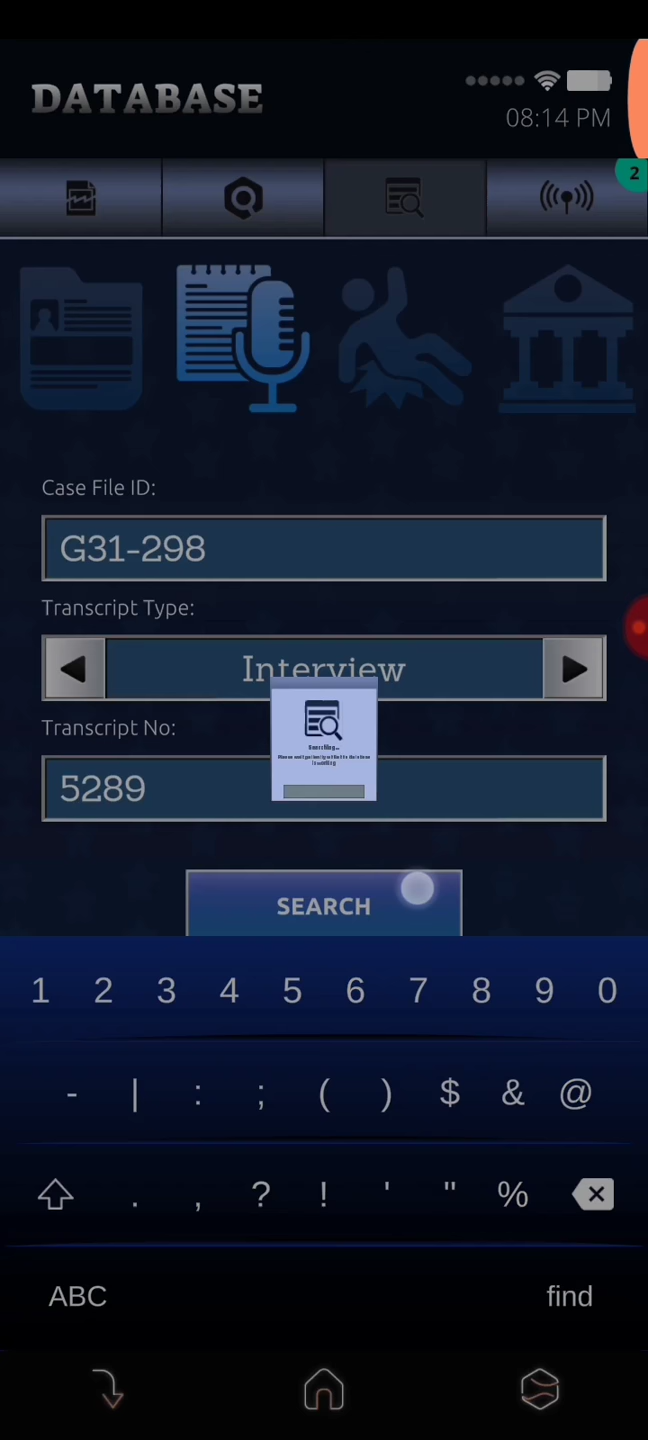 DATABASE
08:14 PM
2
Case File ID:
G31-298
Transcript Type:
Interview
Searching...
Transcript No:
5289
SEARCH
1 2 3 4 5 6 7 8 9 0
- | : ; ( ) $ & @
. , ? ! ' " %
ABC find